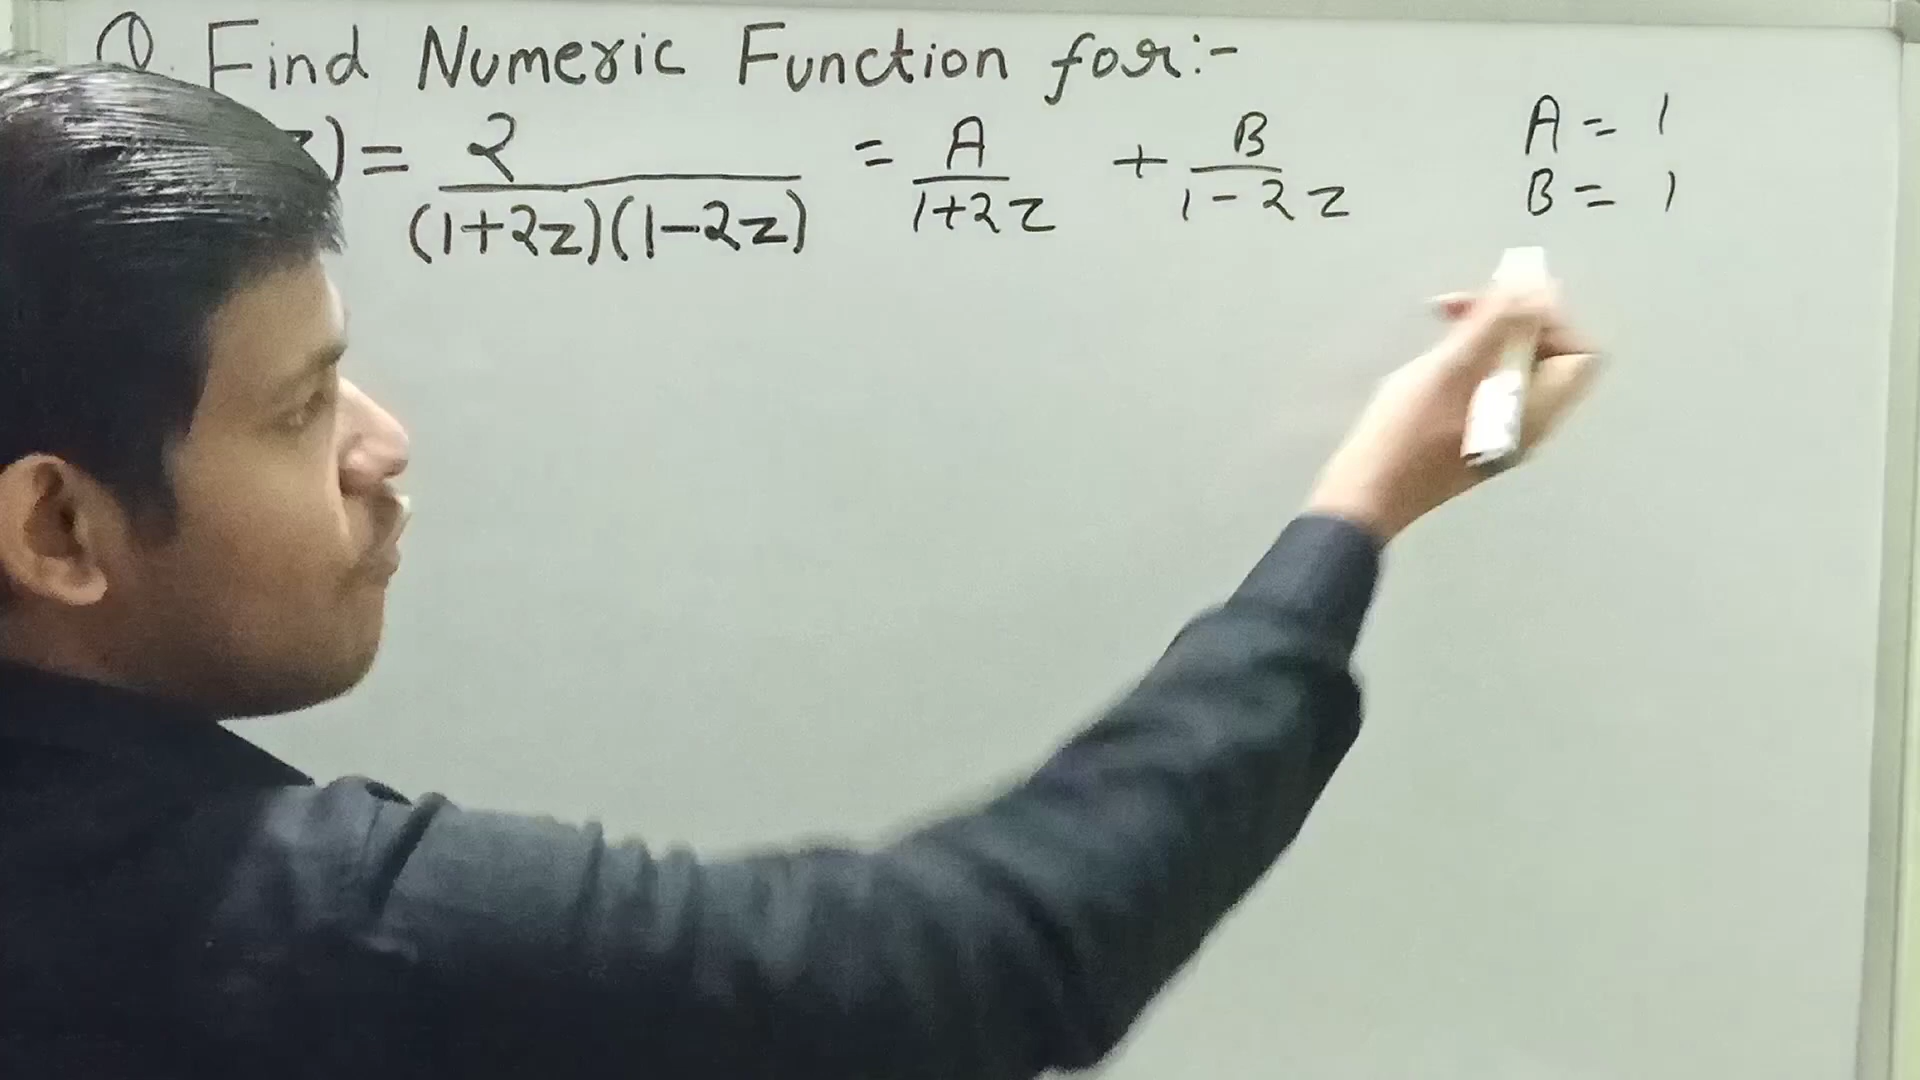 Q. Find Numeric Function for:-
z) = 2/((1+2z)(1-2z)) = A/(1+2z) + B/(1-2z)
A = 1
B = 1